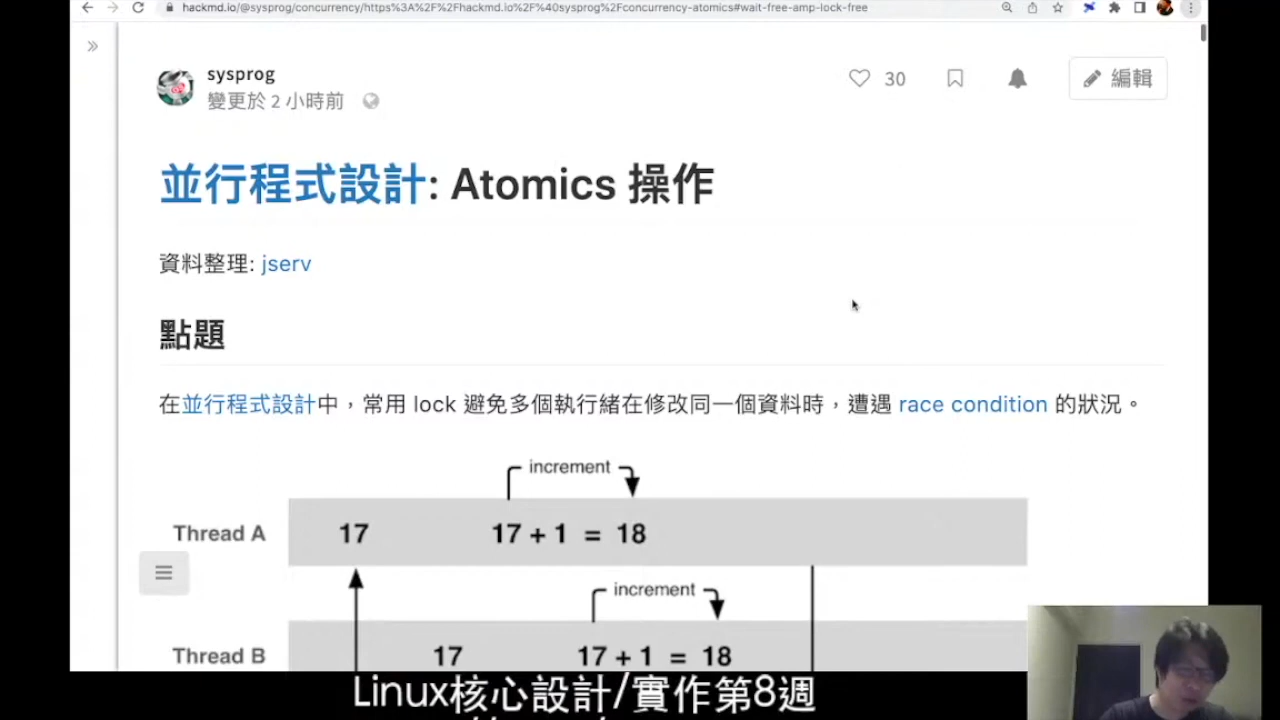 hackmd.io/@sysprog/concurrency/https%3A%2F%2Fhackmd.io%2F%40sysprog%2Fconcurrency-atomics#wait-free-amp-lock-free
sysprog
變更於 2 小時前
30
編輯
並行程式設計: Atomics 操作
資料整理: jserv
點題
在並行程式設計中，常用 lock 避免多個執行緒在修改同一個資料時，遭遇 race condition 的狀況。
increment
Thread A 17 17 + 1 = 18
increment
Thread B 17 17 + 1 = 18
Linux核心設計/實作第8週